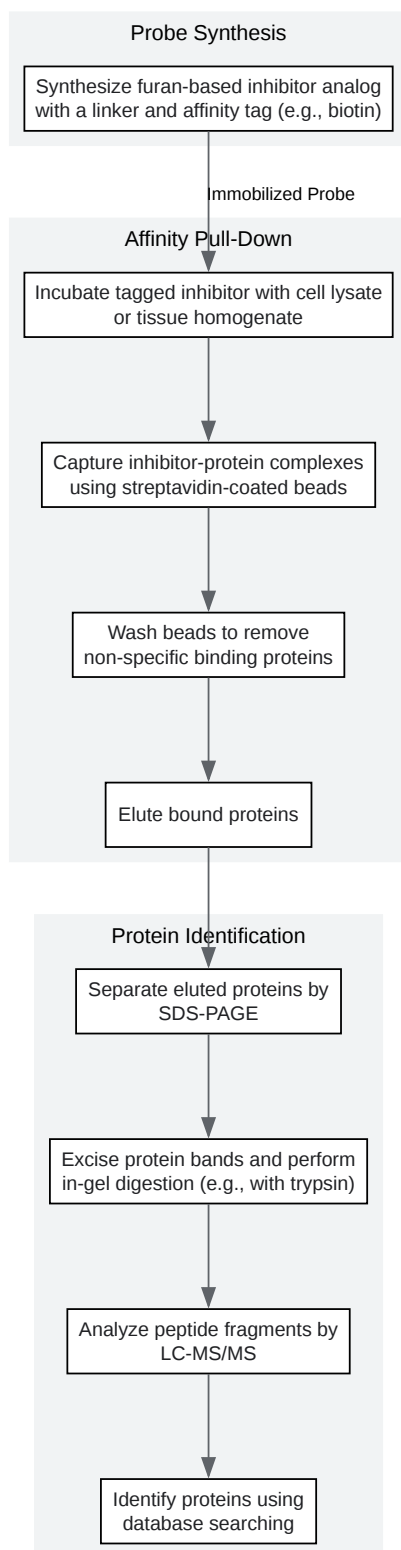 Probe Synthesis
Synthesize furan-based inhibitor analog
with a linker and affinity tag (e.g., biotin)
Immobilized Probe
Affinity Pull-Down
Incubate tagged inhibitor with cell lysate
or tissue homogenate
Capture inhibitor-protein complexes
using streptavidin-coated beads
Wash beads to remove
non-specific binding proteins
Elute bound proteins
Protein Identification
Separate eluted proteins by
SDS-PAGE
Excise protein bands and perform
in-gel digestion (e.g., with trypsin)
Analyze peptide fragments by
LC-MS/MS
Identify proteins using
database searching